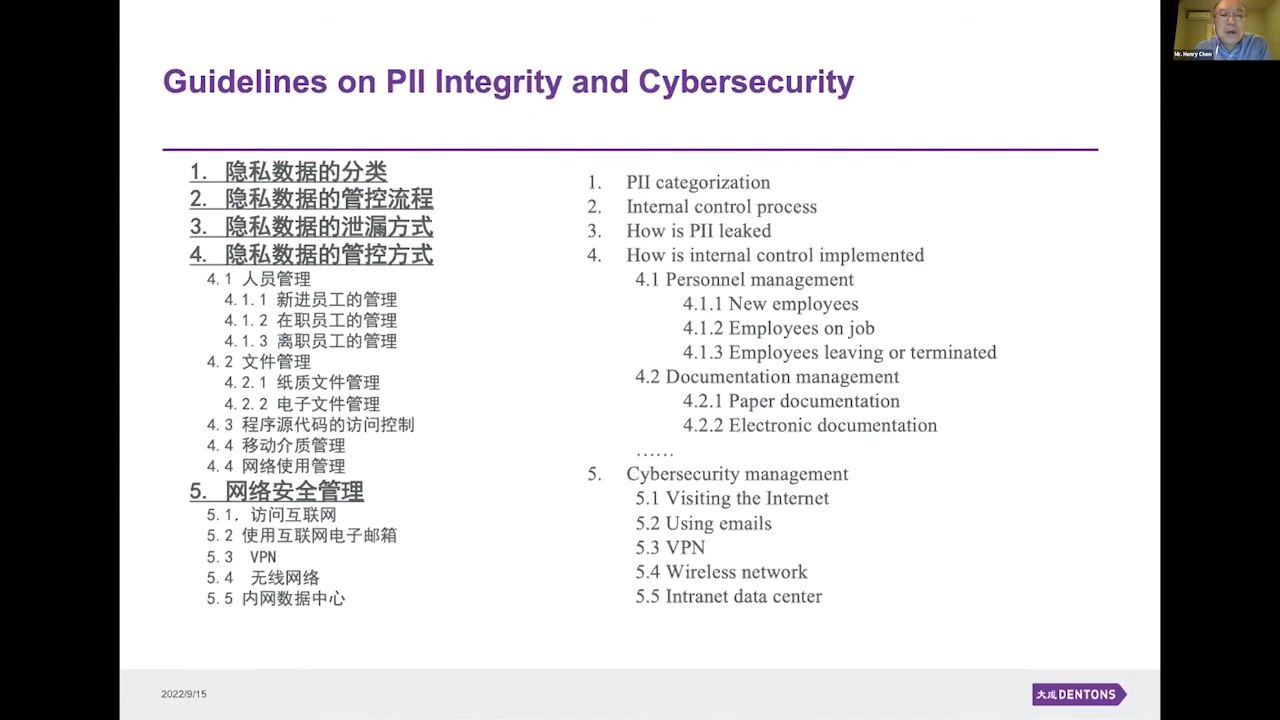 Guidelines on PII Integrity and Cybersecurity
1. 隐私数据的分类
2. 隐私数据的管控流程
3. 隐私数据的泄漏方式
4. 隐私数据的管控方式
4.1 人员管理
4.1.1 新进员工的管理
4.1.2 在职员工的管理
4.1.3 离职员工的管理
4.2 文件管理
4.2.1 纸质文件管理
4.2.2 电子文件管理
4.3 程序源代码的访问控制
4.4 移动介质管理
4.4 网络使用管理
5. 网络安全管理
5.1. 访问互联网
5.2 使用互联网电子邮箱
5.3 VPN
5.4 无线网络
5.5 内网数据中心
1. PII categorization
2. Internal control process
3. How is PII leaked
4. How is internal control implemented
4.1 Personnel management
4.1.1 New employees
4.1.2 Employees on job
4.1.3 Employees leaving or terminated
4.2 Documentation management
4.2.1 Paper documentation
4.2.2 Electronic documentation
……
5. Cybersecurity management
5.1 Visiting the Internet
5.2 Using emails
5.3 VPN
5.4 Wireless network
5.5 Intranet data center
2022/9/15
大成 DENTONS
Mr. Henry Chen